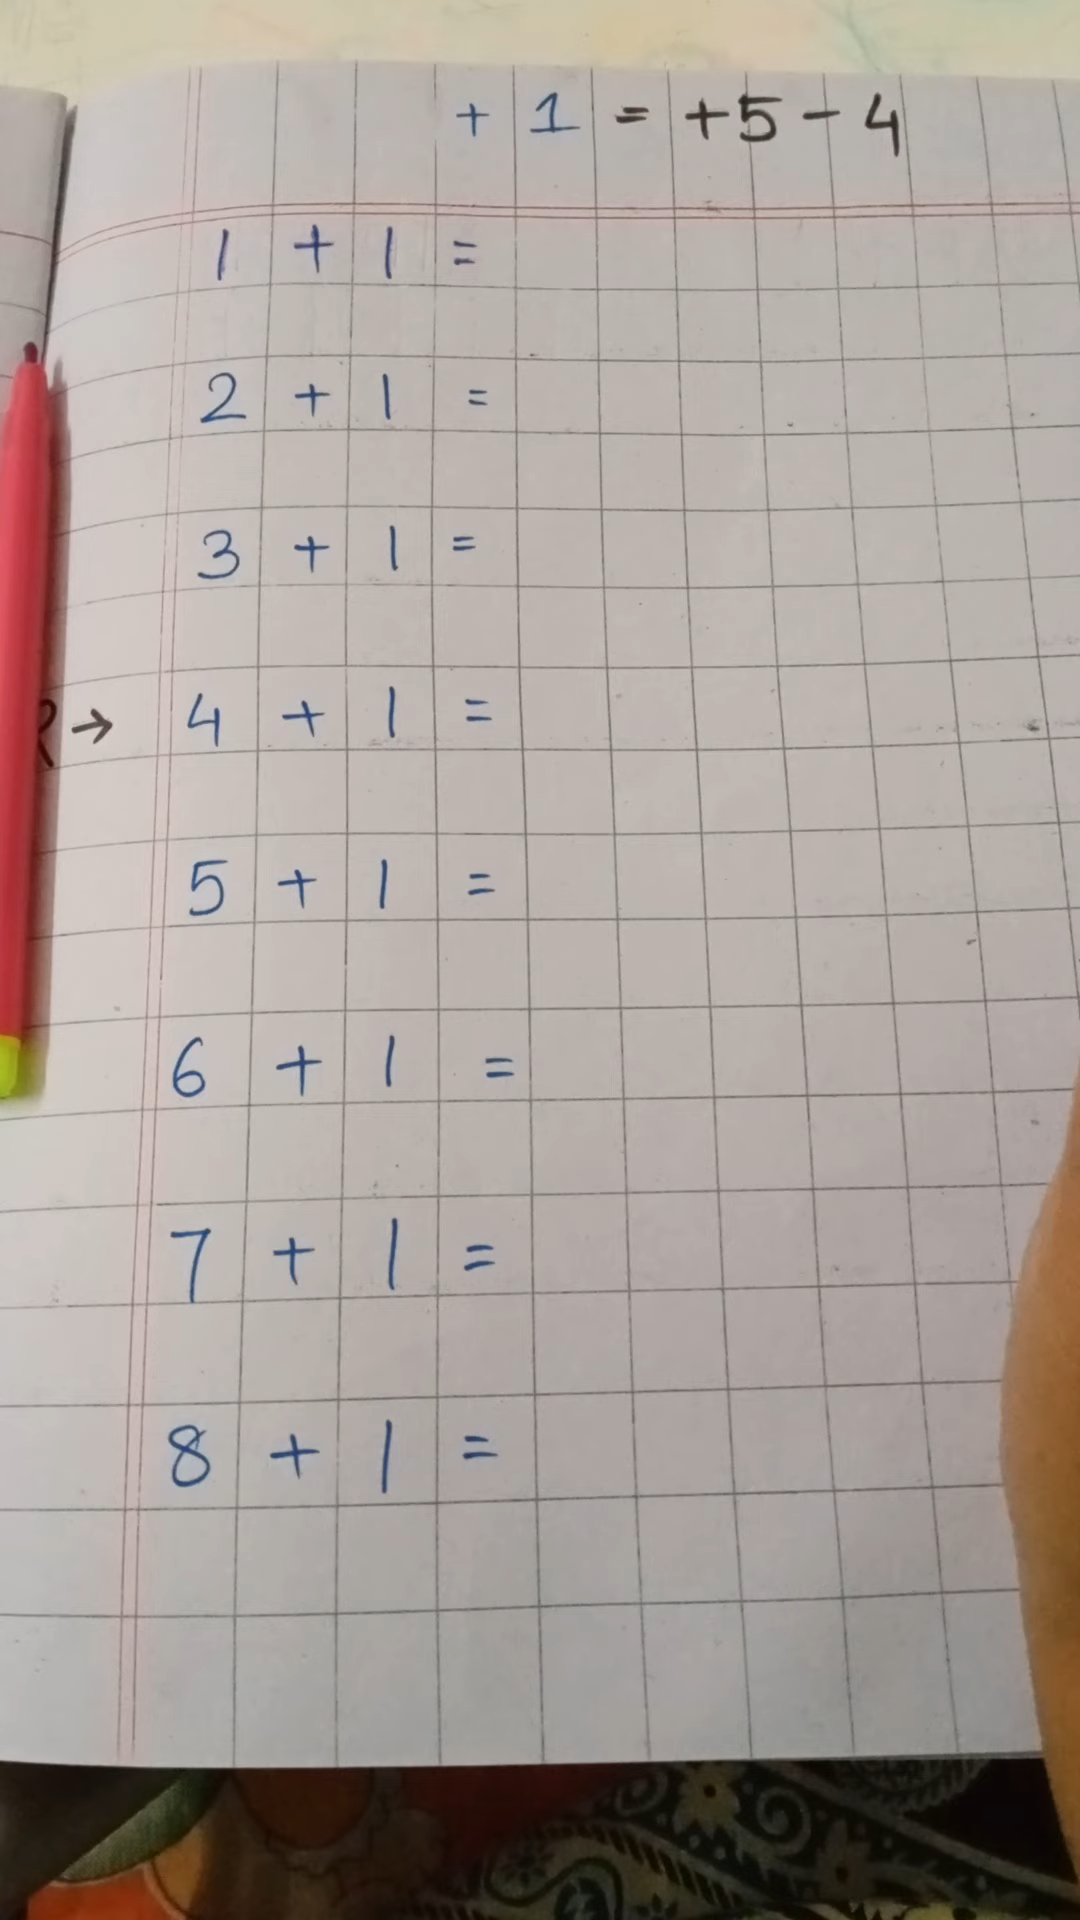 + 1 = +5 - 4
1 + 1 =
2 + 1 =
3 + 1 =
R → 4 + 1 =
5 + 1 =
6 + 1 =
7 + 1 =
8 + 1 =